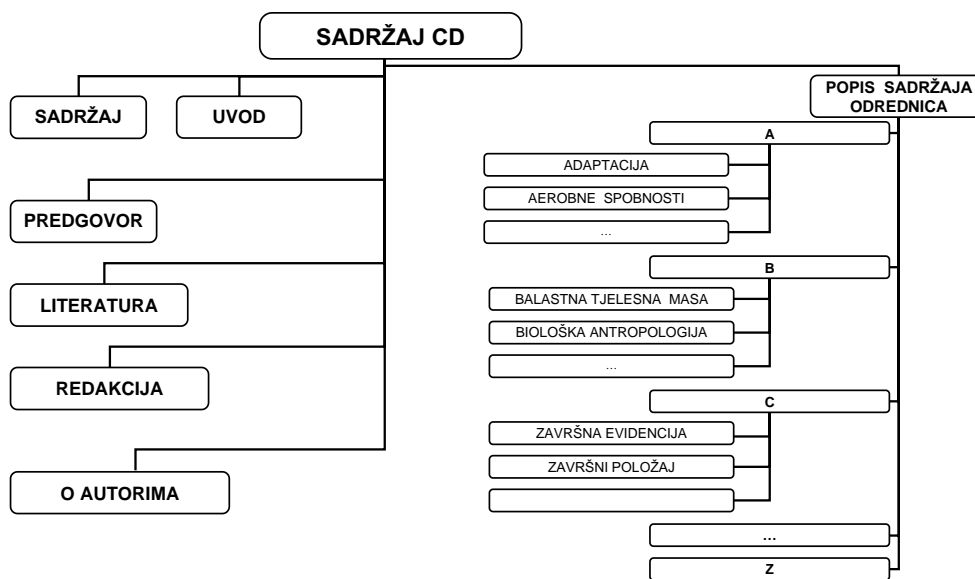 SADRŽAJ CD
SADRŽAJ
UVOD
PREDGOVOR
LITERATURA
REDAKCIJA
O AUTORIMA
POPIS SADRŽAJA
ODREDNICA
A
ADAPTACIJA
AEROBNE SPOBNOSTI
...
B
BALASTNA TJELESNA MASA
BIOLOŠKA ANTROPOLOGIJA
...
C
ZAVRŠNA EVIDENCIJA
ZAVRŠNI POLOŽAJ
...
Z